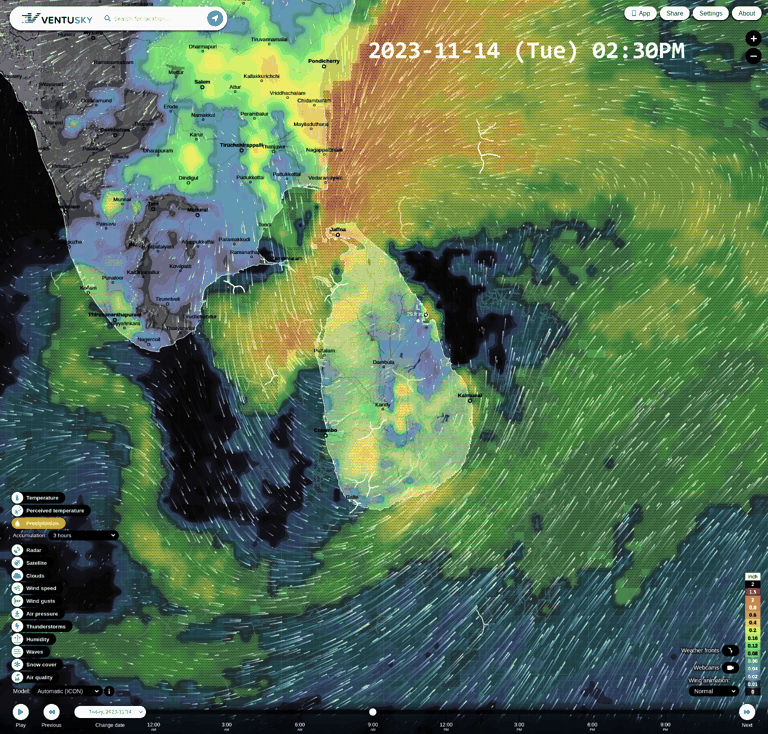 VENTUSKY
Search for location...
App
Share
Settings
About
2023-11-14 (Tue) 02:30PM
+
−
Tiruvannamalai
Dharmapuri
Pondicherry
Mettur
Salem
Kallakkurichchi
Attur
Vriddhachalam
Erode
Chidambaram
Namakkal
Perambalur
Mayiladuthurai
Karur
Tiruchchirappalli
Thanjavur
Dharapuram
Dindigul
Pudukkottai
Vedaranyam
Munnar
Madurai
Jaffna
Kovilpatti
Kollam
Tirunelveli
Thiruvananthapuram
Nagercoil
Puttalam
Dambulla
Kandy
Kalmunai
Colombo
Galle
Temperature
Perceived temperature
Precipitation
Accumulation: 3 hours
Radar
Satellite
Clouds
Wind speed
Wind gusts
Air pressure
Thunderstorms
Humidity
Waves
Snow cover
Air quality
Model: Automatic (ICON)
inch
2
1.5
1
0.8
0.6
0.4
0.2
0.16
0.12
0.08
0.06
0.04
0.02
0.01
0
Weather fronts
Webcams
Wind animation:
Normal
Play
Previous
Today, 2023-11-14
Change date
12:00 AM
3:00 AM
6:00 AM
9:00 AM
12:00 PM
3:00 PM
6:00 PM
9:00 PM
Next